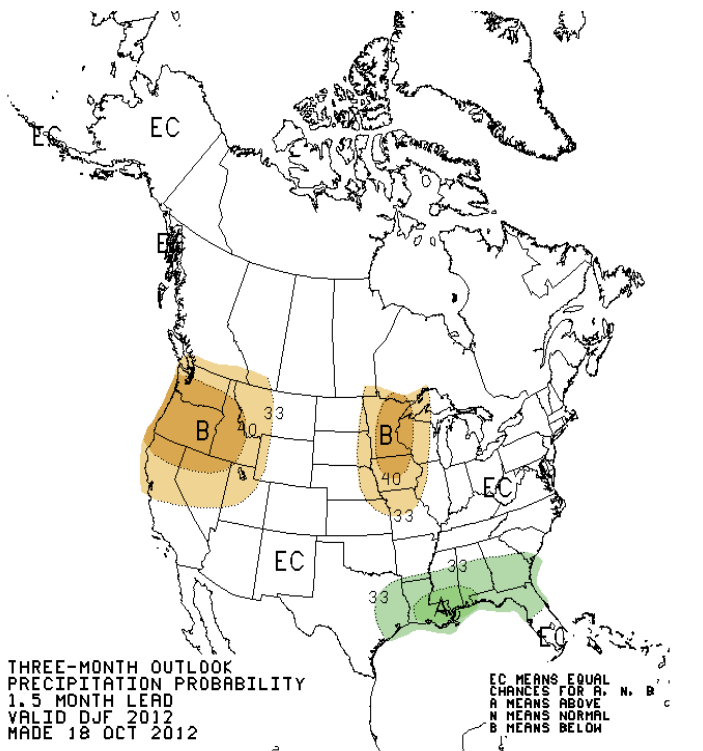 EC
EC
EC
33
40
B
B
40
33
EC
EC
33
33
A
EC
THREE-MONTH OUTLOOK
PRECIPITATION PROBABILITY
1.5 MONTH LEAD
VALID DJF 2012
MADE 18 OCT 2012
EC MEANS EQUAL
CHANCES FOR A, N, B
A MEANS ABOVE
N MEANS NORMAL
B MEANS BELOW